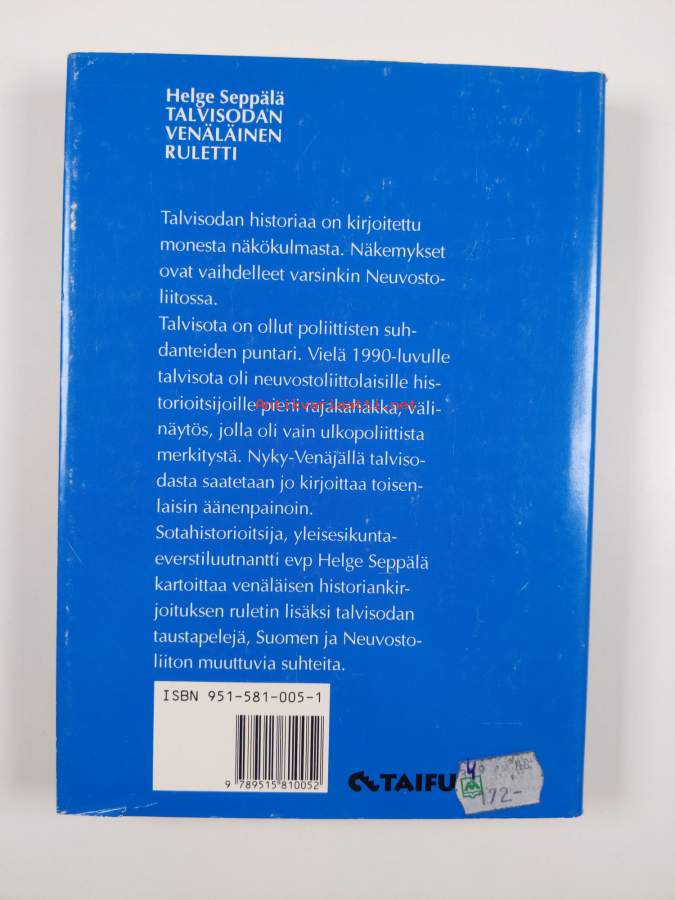 Helge Seppälä
TALVISODAN
VENÄLÄINEN
RULETTI
Talvisodan historiaa on kirjoitettu
monesta näkökulmasta. Näkemykset
ovat vaihdelleet varsinkin Neuvosto-
liitossa.
Talvisota on ollut poliittisten suh-
danteiden puntari. Vielä 1990-luvulle
talvisota oli neuvostoliittolaisille his-
torioitsijoille pieni rajakahakka, väli-
Antikvariaatti.net
näytös, jolla oli vain ulkopoliittista
merkitystä. Nyky-Venäjällä talviso-
dasta saatetaan jo kirjoittaa toisen-
laisin äänenpainoin.
Sotahistorioitsija, yleisesikunta-
everstiluutnantti evp Helge Seppälä
kartoittaa venäläisen historiankir-
joituksen ruletin lisäksi talvisodan
taustapelejä, Suomen ja Neuvosto-
liiton muuttuvia suhteita.
ISBN 951-581-005-1
9 789515 810052
TAIFU
172-